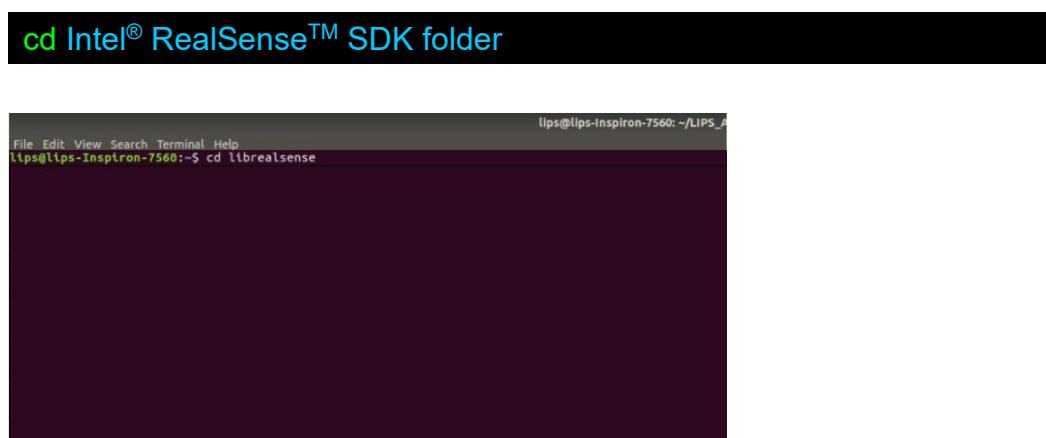 cd Intel® RealSense™ SDK folder
lips@lips-Inspiron-7560: ~/LIPS_A
File Edit View Search Terminal Help
lips@lips-Inspiron-7560:~$ cd librealsense